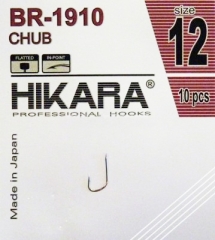 BR-1910
CHUB
size
12
FLATTED
IN-POINT
10 pcs
HIKARA®
PROFESSIONAL HOOKS
Made in Japan